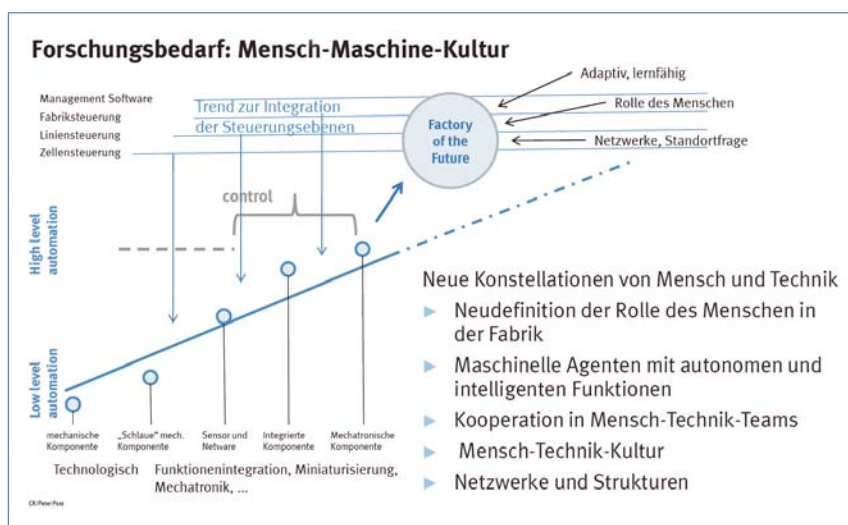 Forschungsbedarf: Mensch-Maschine-Kultur
Management Software
Fabriksteuerung
Liniensteuerung
Zellensteuerung
Trend zur Integration
der Steuerungsebenen
Factory
of the
Future
Adaptiv, lernfähig
Rolle des Menschen
Netzwerke, Standortfrage
control
High level
automation
Low level
automation
mechanische
Komponente
„Schlaue" mech.
Komponente
Sensor und
Netware
Integrierte
Komponente
Mechatronische
Komponente
Technologisch
Funktionenintegration, Miniaturisierung,
Mechatronik, ...
Neue Konstellationen von Mensch und Technik
Neudefinition der Rolle des Menschen in
der Fabrik
Maschinelle Agenten mit autonomen und
intelligenten Funktionen
Kooperation in Mensch-Technik-Teams
Mensch-Technik-Kultur
Netzwerke und Strukturen
CR/Peter Post